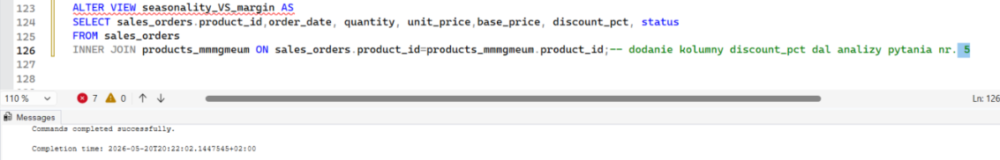 123 ALTER VIEW seasonality_VS_margin AS
124 SELECT sales_orders.product_id,order_date, quantity, unit_price,base_price, discount_pct, status
125 FROM sales_orders
126 INNER JOIN products_mmmgmeum ON sales_orders.product_id=products_mmmgmeum.product_id;-- dodanie kolumny discount_pct dal analizy pytania nr. 5
127
128
110 % 7 0 Ln: 126
Messages
Commands completed successfully.
Completion time: 2026-05-20T20:22:02.1447545+02:00